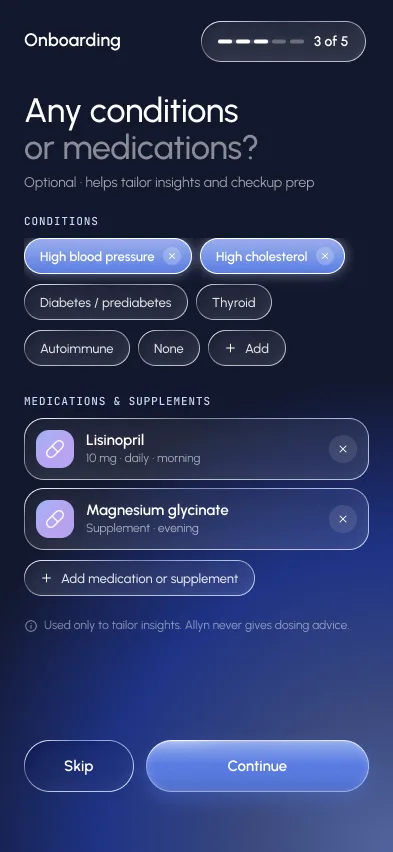 Onboarding
3 of 5
Any conditions
or medications?
Optional · helps tailor insights and checkup prep
CONDITIONS
High blood pressure ×
High cholesterol ×
Diabetes / prediabetes
Thyroid
Autoimmune
None
+ Add
MEDICATIONS & SUPPLEMENTS
Lisinopril
10 mg · daily · morning
×
Magnesium glycinate
Supplement · evening
×
+ Add medication or supplement
Used only to tailor insights. Allyn never gives dosing advice.
Skip
Continue